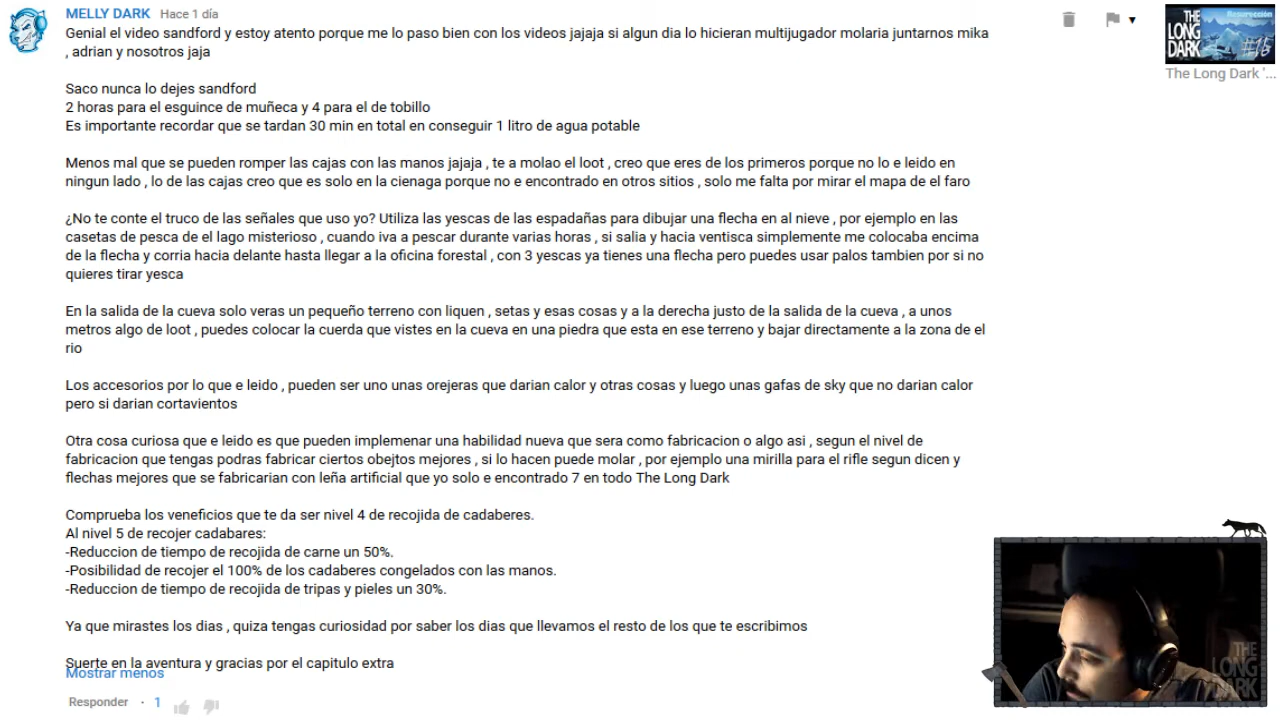 MELLY DARK Hace 1 día
Genial el video sandford y estoy atento porque me lo paso bien con los videos jajaja si algun dia lo hicieran multijugador molaria juntarnos mika
, adrian y nosotros jaja
Saco nunca lo dejes sandford
2 horas para el esguince de muñeca y 4 para el de tobillo
Es importante recordar que se tardan 30 min en total en conseguir 1 litro de agua potable
Menos mal que se pueden romper las cajas con las manos jajaja , te a molao el loot , creo que eres de los primeros porque no lo e leido en
ningun lado , lo de las cajas creo que es solo en la cienaga porque no e encontrado en otros sitios , solo me falta por mirar el mapa de el faro
¿No te conte el truco de las señales que uso yo? Utiliza las yescas de las espadañas para dibujar una flecha en al nieve , por ejemplo en las
casetas de pesca de el lago misterioso , cuando iva a pescar durante varias horas , si salia y hacia ventisca simplemente me colocaba encima
de la flecha y corria hacia delante hasta llegar a la oficina forestal , con 3 yescas ya tienes una flecha pero puedes usar palos tambien por si no
quieres tirar yesca
En la salida de la cueva solo veras un pequeño terreno con liquen , setas y esas cosas y a la derecha justo de la salida de la cueva , a unos
metros algo de loot , puedes colocar la cuerda que vistes en la cueva en una piedra que esta en ese terreno y bajar directamente a la zona de el
rio
Los accesorios por lo que e leido , pueden ser uno unas orejeras que darian calor y otras cosas y luego unas gafas de sky que no darian calor
pero si darian cortavientos
Otra cosa curiosa que e leido es que pueden implemenar una habilidad nueva que sera como fabricacion o algo asi , segun el nivel de
fabricacion que tengas podras fabricar ciertos obejtos mejores , si lo hacen puede molar , por ejemplo una mirilla para el rifle segun dicen y
flechas mejores que se fabricarian con leña artificial que yo solo e encontrado 7 en todo The Long Dark
Comprueba los veneficios que te da ser nivel 4 de recojida de cadaberes.
Al nivel 5 de recojer cadabares:
-Reduccion de tiempo de recojida de carne un 50%.
-Posibilidad de recojer el 100% de los cadaberes congelados con las manos.
-Reduccion de tiempo de recojida de tripas y pieles un 30%.
Ya que mirastes los dias , quiza tengas curiosidad por saber los dias que llevamos el resto de los que te escribimos
Suerte en la aventura y gracias por el capitulo extra
Mostrar menos
Responder · 1
Resurrección
THE
LONG
DARK #16
The Long Dark '...
THE
LONG
DARK